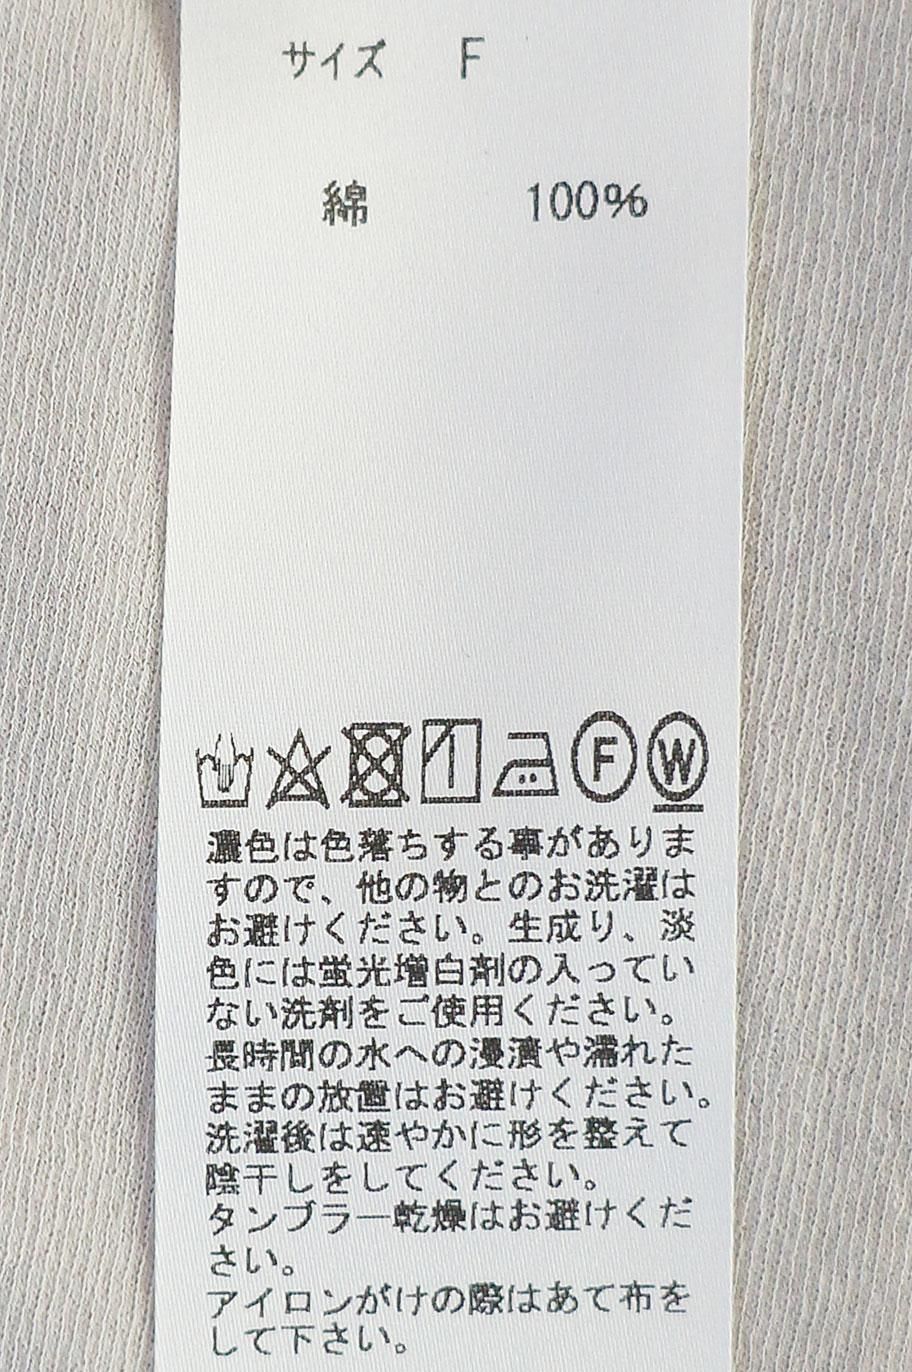 サイズ F
綿 100%
F W
濃色は色落ちする事がありま
すので、他の物とのお洗濯は
お避けください。生成り、淡
色には蛍光増白剤の入ってい
ない洗剤をご使用ください。
長時間の水への浸漬や濡れた
ままの放置はお避けください。
洗濯後は速やかに形を整えて
陰干しをしてください。
タンブラー乾燥はお避けくだ
さい。
アイロンがけの際はあて布を
して下さい。